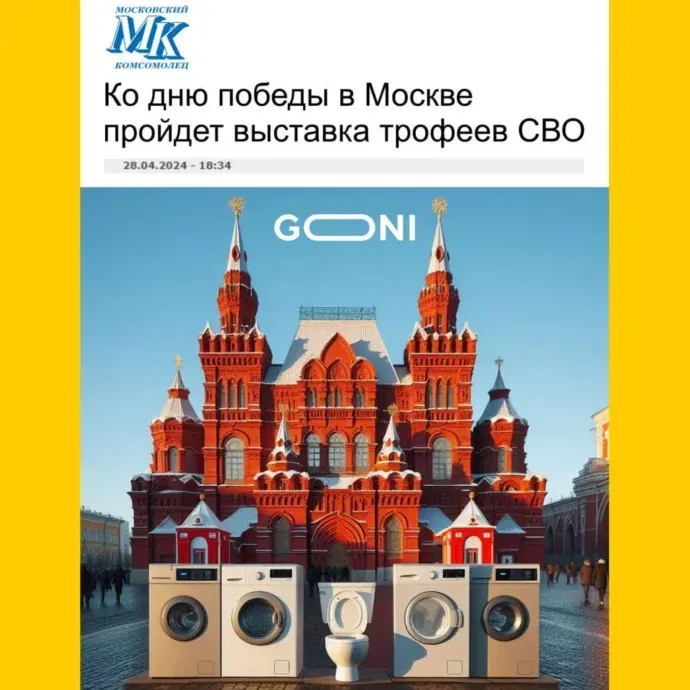 МОСКОВСКИЙ
МК
КОМСОМОЛЕЦ
Ко дню победы в Москве
пройдет выставка трофеев СВО
28.04.2024 - 18:34
GONI